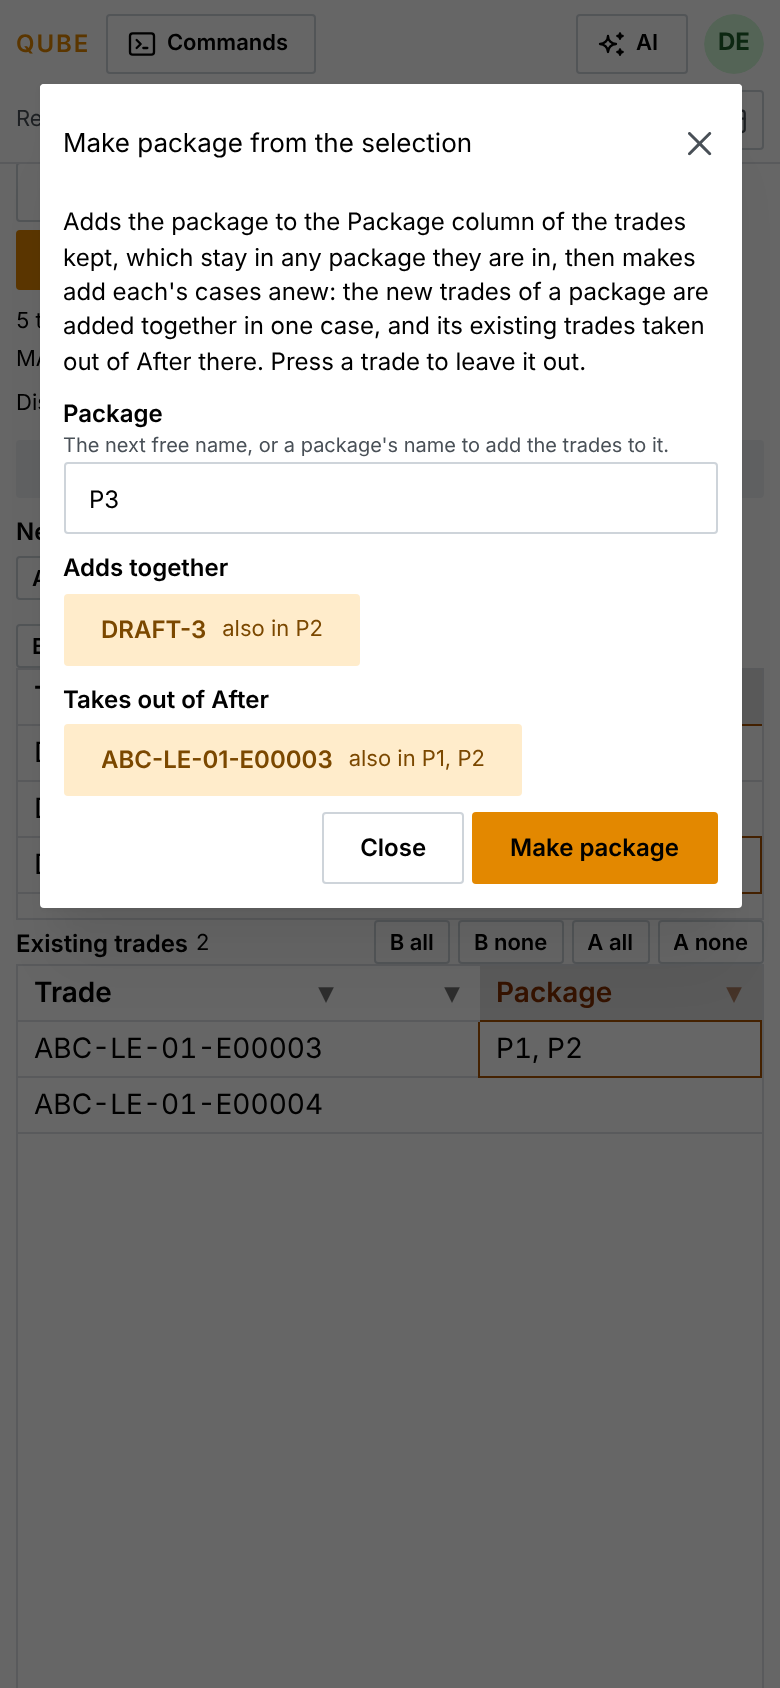 QUBE
Commands
AI
DE
Re
Make package from the selection
Adds the package to the Package column of the trades
kept, which stay in any package they are in, then makes
add each's cases anew: the new trades of a package are
added together in one case, and its existing trades taken
out of After there. Press a trade to leave it out.
Package
The next free name, or a package's name to add the trades to it.
P3
Adds together
DRAFT-3 also in P2
Takes out of After
ABC-LE-01-E00003 also in P1, P2
Close
Make package
5 t
Existing trades 2
B all
B none
A all
A none
Trade
Package
ABC-LE-01-E00003
P1, P2
ABC-LE-01-E00004